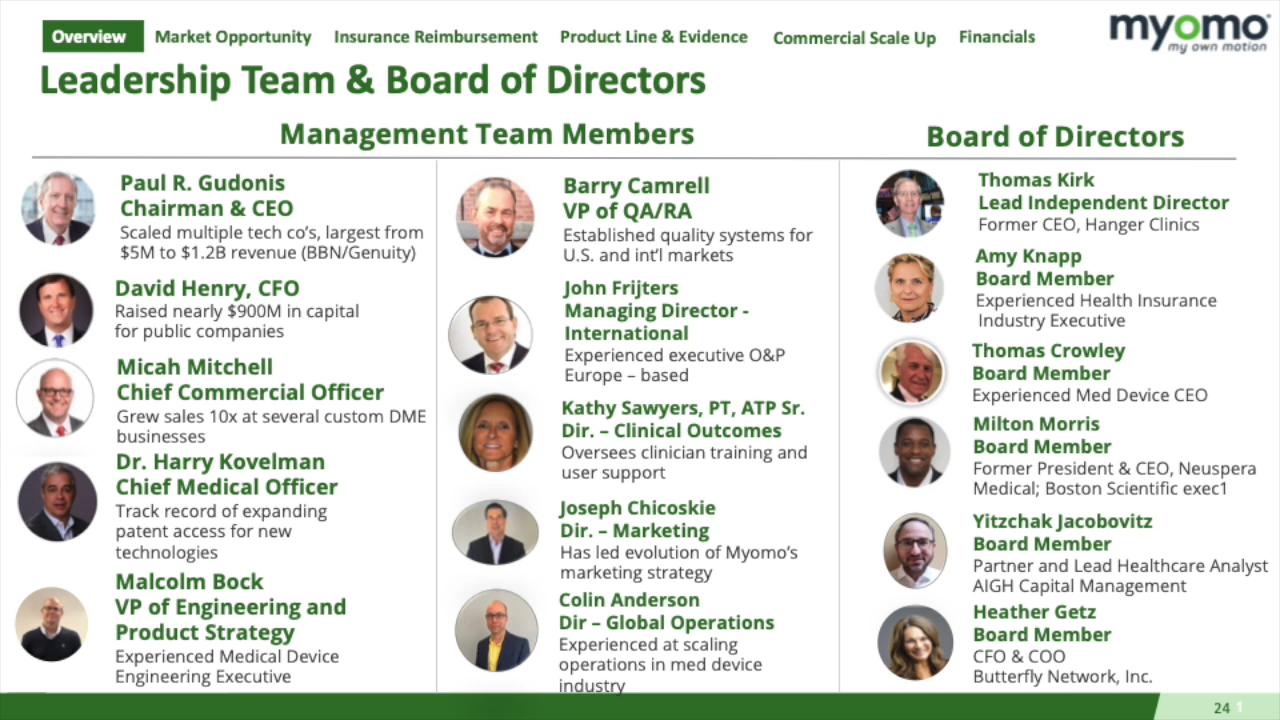 Overview Market Opportunity Insurance Reimbursement Product Line & Evidence Commercial Scale Up Financials
myomo
my own motion
Leadership Team & Board of Directors
Management Team Members
Paul R. Gudonis
Chairman & CEO
Scaled multiple tech co's, largest from
$5M to $1.2B revenue (BBN/Genuity)
David Henry, CFO
Raised nearly $900M in capital
for public companies
Micah Mitchell
Chief Commercial Officer
Grew sales 10x at several custom DME
businesses
Dr. Harry Kovelman
Chief Medical Officer
Track record of expanding
patent access for new
technologies
Malcolm Bock
VP of Engineering and
Product Strategy
Experienced Medical Device
Engineering Executive
Barry Camrell
VP of QA/RA
Established quality systems for
U.S. and int'l markets
John Frijters
Managing Director -
International
Experienced executive O&P
Europe – based
Kathy Sawyers, PT, ATP Sr.
Dir. – Clinical Outcomes
Oversees clinician training and
user support
Joseph Chicoskie
Dir. – Marketing
Has led evolution of Myomo's
marketing strategy
Colin Anderson
Dir – Global Operations
Experienced at scaling
operations in med device
industry
Board of Directors
Thomas Kirk
Lead Independent Director
Former CEO, Hanger Clinics
Amy Knapp
Board Member
Experienced Health Insurance
Industry Executive
Thomas Crowley
Board Member
Experienced Med Device CEO
Milton Morris
Board Member
Former President & CEO, Neuspera
Medical; Boston Scientific exec1
Yitzchak Jacobovitz
Board Member
Partner and Lead Healthcare Analyst
AIGH Capital Management
Heather Getz
Board Member
CFO & COO
Butterfly Network, Inc.
24 1